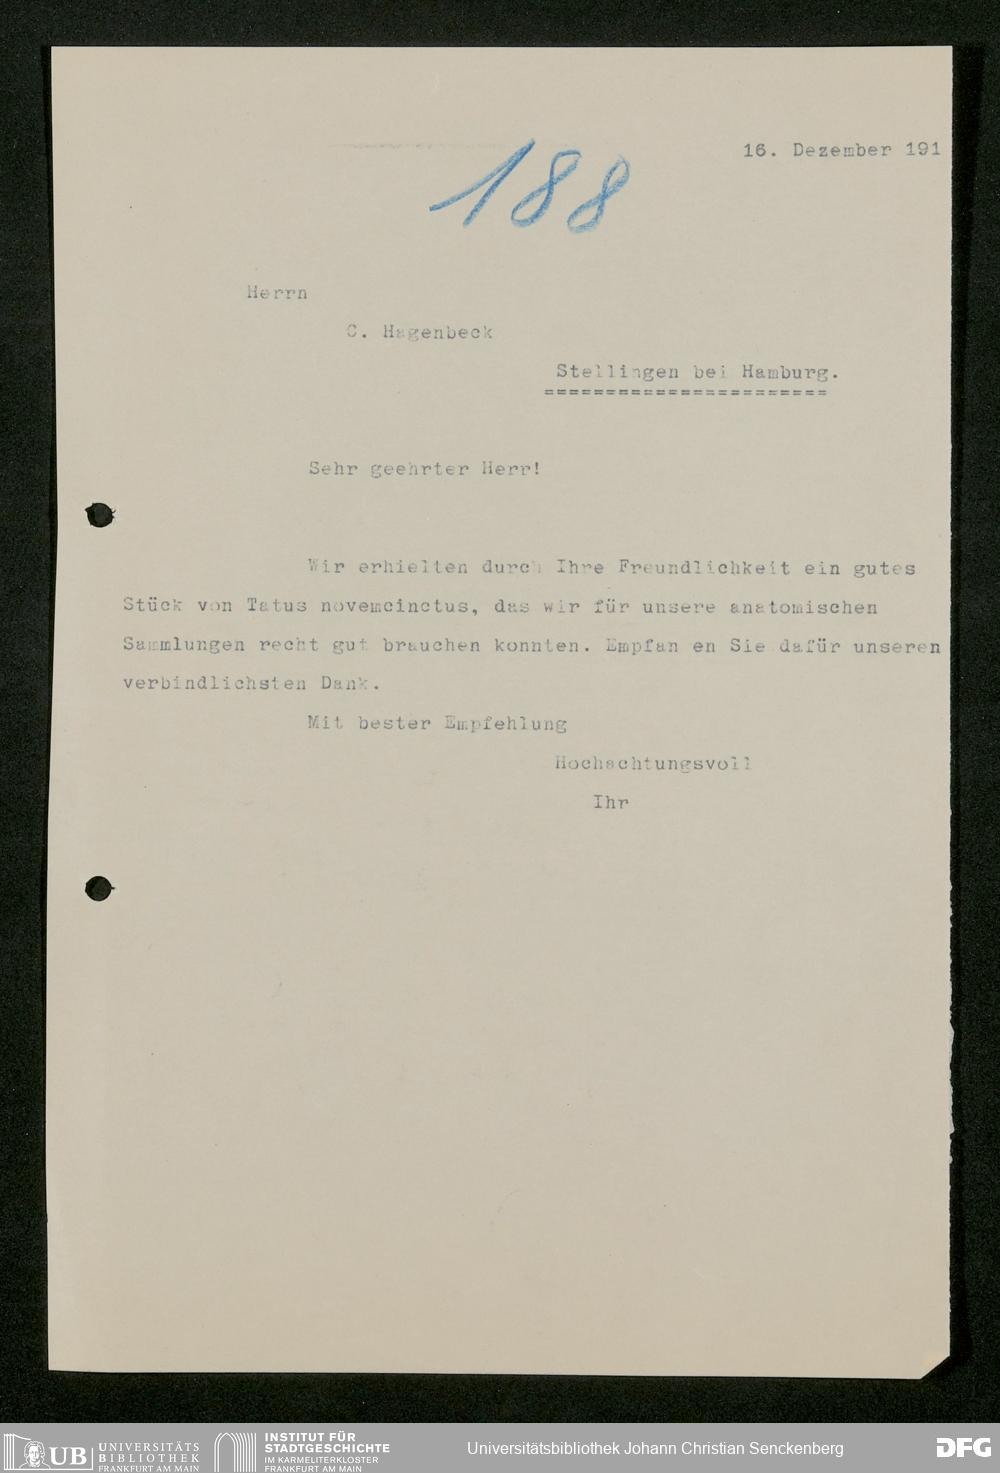 16. Dezember 191
188
Herrn
C. Hagenbeck
Stellingen bei Hamburg.
=======================
Sehr geehrter Herr!
Wir erhielten durch Ihre Freundlichkeit ein gutes
Stück von Tatus novemcinctus, das wir für unsere anatomischen
Sammlungen recht gut brauchen konnten. Empfan en Sie dafür unseren
verbindlichsten Dank.
Mit bester Empfehlung
Hochachtungsvoll
Ihr
UB UNIVERSITÄTS
BIBLIOTHEK
FRANKFURT AM MAIN
INSTITUT FÜR
STADTGESCHICHTE
IM KARMELITERKLOSTER
FRANKFURT AM MAIN
Universitätsbibliothek Johann Christian Senckenberg
DFG